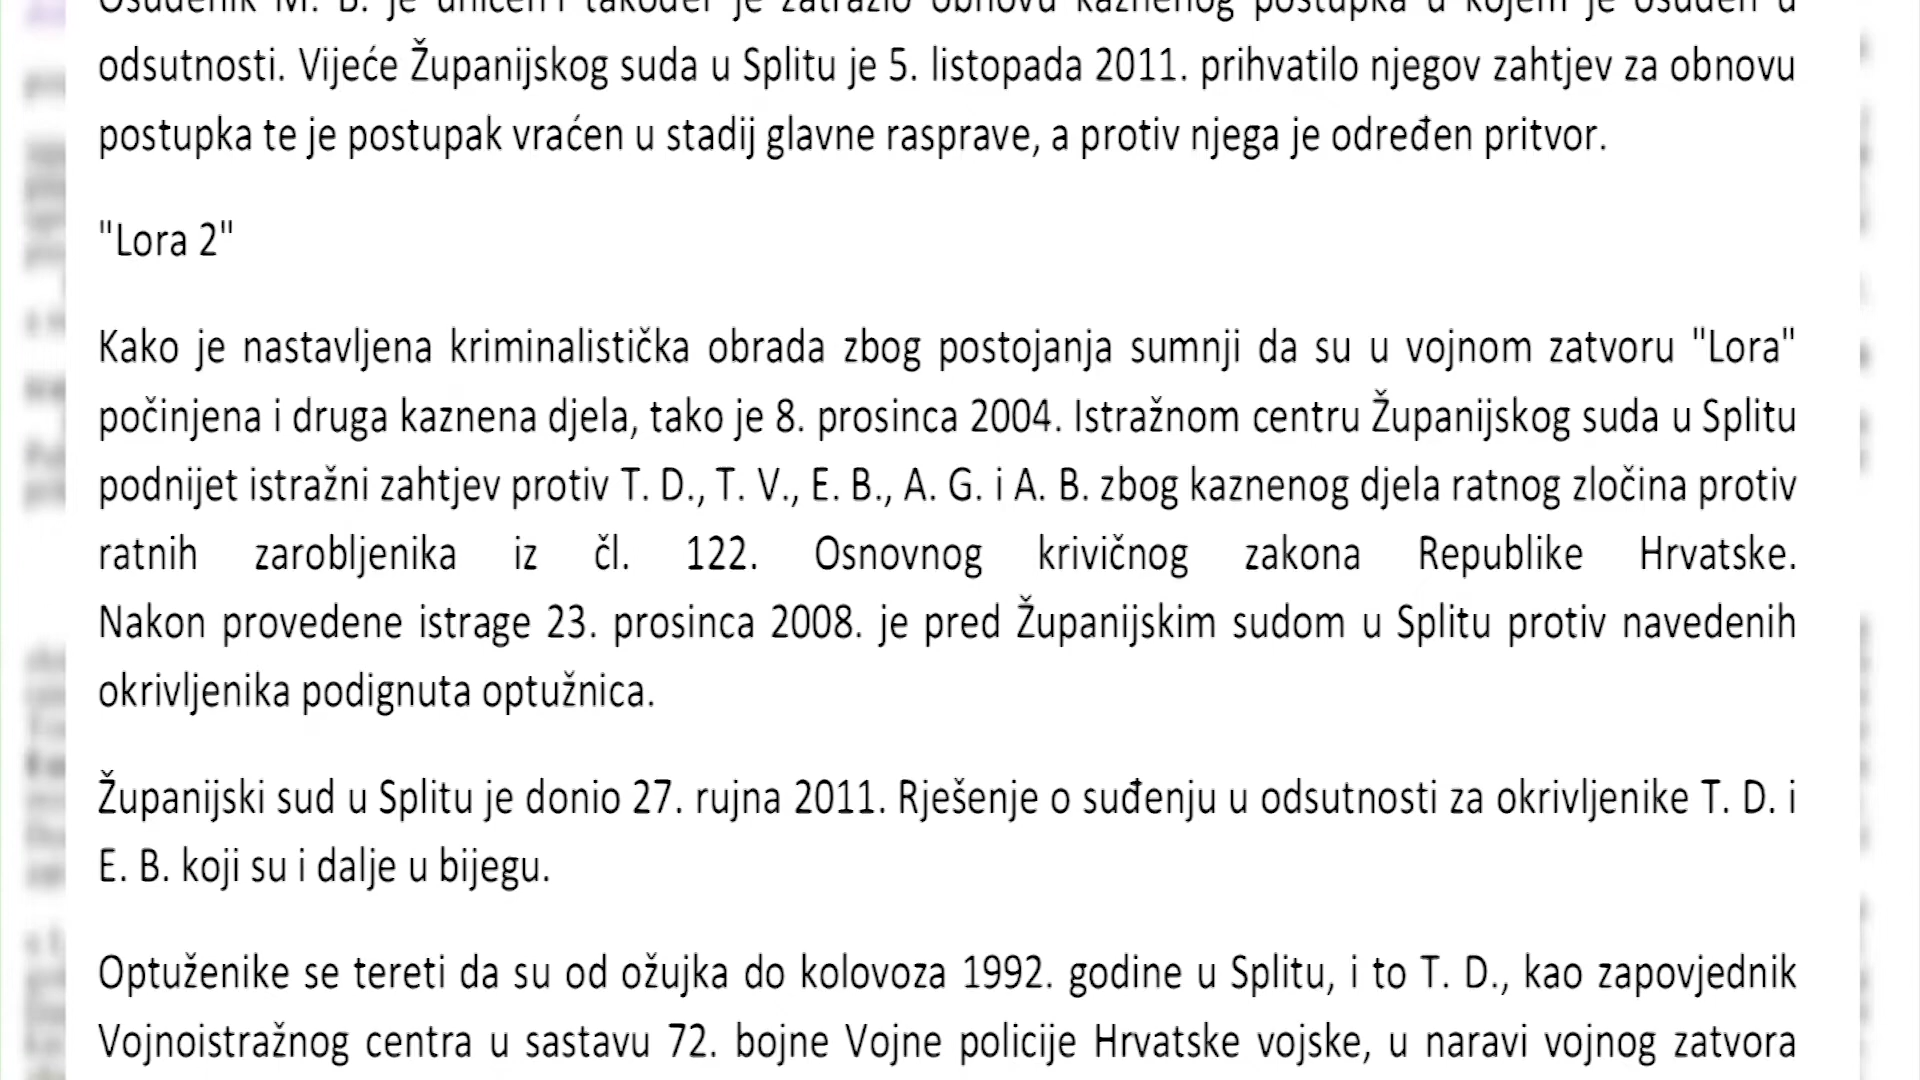 odsutnosti. Vijeće Županijskog suda u Splitu je 5. listopada 2011. prihvatilo njegov zahtjev za obnovu
postupka te je postupak vraćen u stadij glavne rasprave, a protiv njega je određen pritvor.
"Lora 2"
Kako je nastavljena kriminalistička obrada zbog postojanja sumnji da su u vojnom zatvoru "Lora"
počinjena i druga kaznena djela, tako je 8. prosinca 2004. Istražnom centru Županijskog suda u Splitu
podnijet istražni zahtjev protiv T. D., T. V., E. B., A. G. i A. B. zbog kaznenog djela ratnog zločina protiv
ratnih zarobljenika iz čl. 122. Osnovnog krivičnog zakona Republike Hrvatske.
Nakon provedene istrage 23. prosinca 2008. je pred Županijskim sudom u Splitu protiv navedenih
okrivljenika podignuta optužnica.
Županijski sud u Splitu je donio 27. rujna 2011. Rješenje o suđenju u odsutnosti za okrivljenike T. D. i
E. B. koji su i dalje u bijegu.
Optuženike se tereti da su od ožujka do kolovoza 1992. godine u Splitu, i to T. D., kao zapovjednik
Vojnoistražnog centra u sastavu 72. bojne Vojne policije Hrvatske vojske, u naravi vojnog zatvora